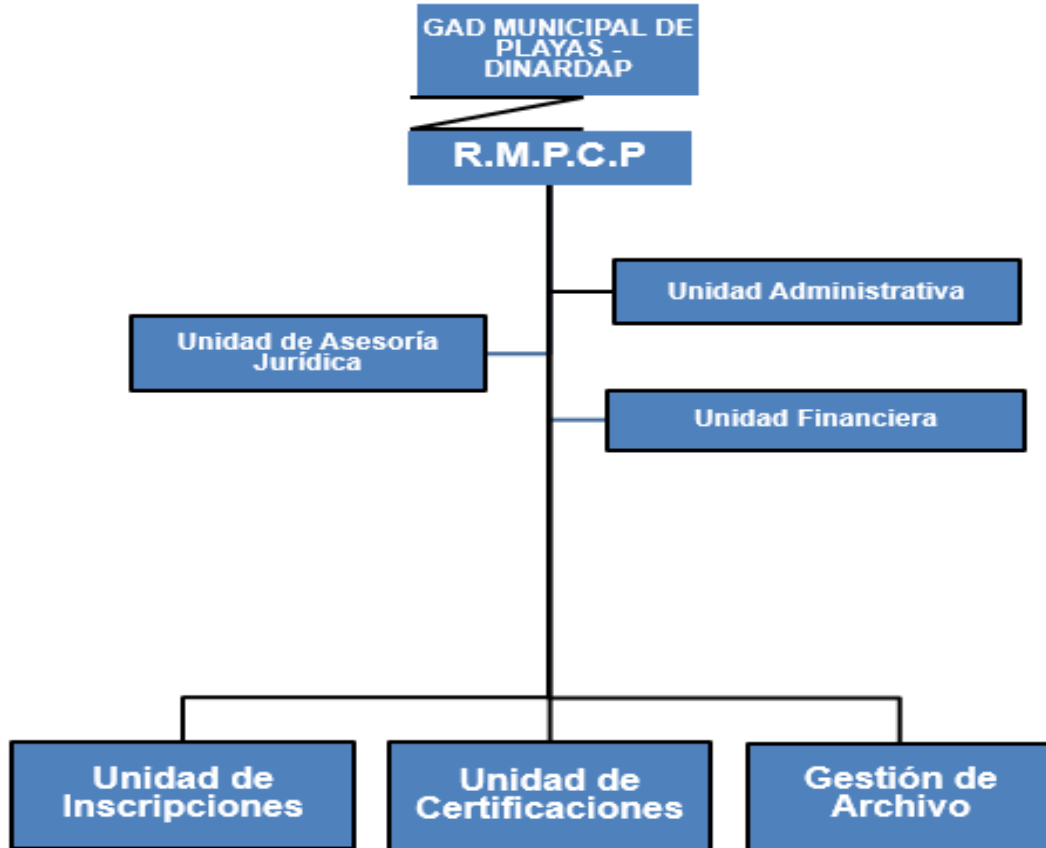 GAD MUNICIPAL DE
PLAYAS -
DINARDAP
R.M.P.C.P
Unidad Administrativa
Unidad de Asesoría
Jurídica
Unidad Financiera
Unidad de
Inscripciones
Unidad de
Certificaciones
Gestión de
Archivo